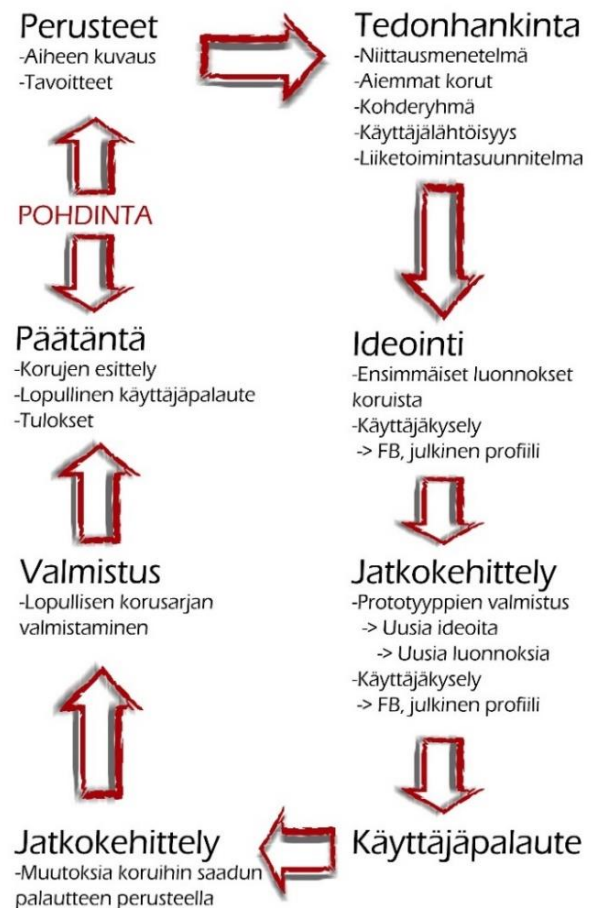 Perusteet
-Aiheen kuvaus
-Tavoitteet
Tedonhankinta
-Niittausmenetelmä
-Aiemmat korut
-Kohderyhmä
-Käyttäjälähtöisyys
-Liiketoimintasuunnitelma
Ideointi
-Ensimmäiset luonnokset
koruista
-Käyttäjäkysely
-> FB, julkinen profiili
Jatkokehittely
-Prototyyppien valmistus
-> Uusia ideoita
-> Uusia luonnoksia
-Käyttäjäkysely
-> FB, julkinen profiili
Käyttäjäpalaute
Jatkokehittely
-Muutoksia koruihin saadun
palautteen perusteella
Valmistus
-Lopullisen korusarjan
valmistaminen
Päätäntä
-Korujen esittely
-Lopullinen käyttäjäpalaute
-Tulokset
POHDINTA